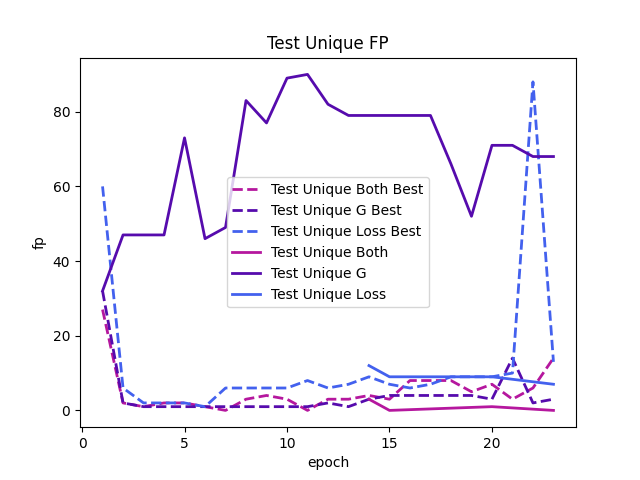 Test Unique FP
fp
80
60
40
20
0
Test Unique Both Best
Test Unique G Best
Test Unique Loss Best
Test Unique Both
Test Unique G
Test Unique Loss
0 5 10 15 20
epoch